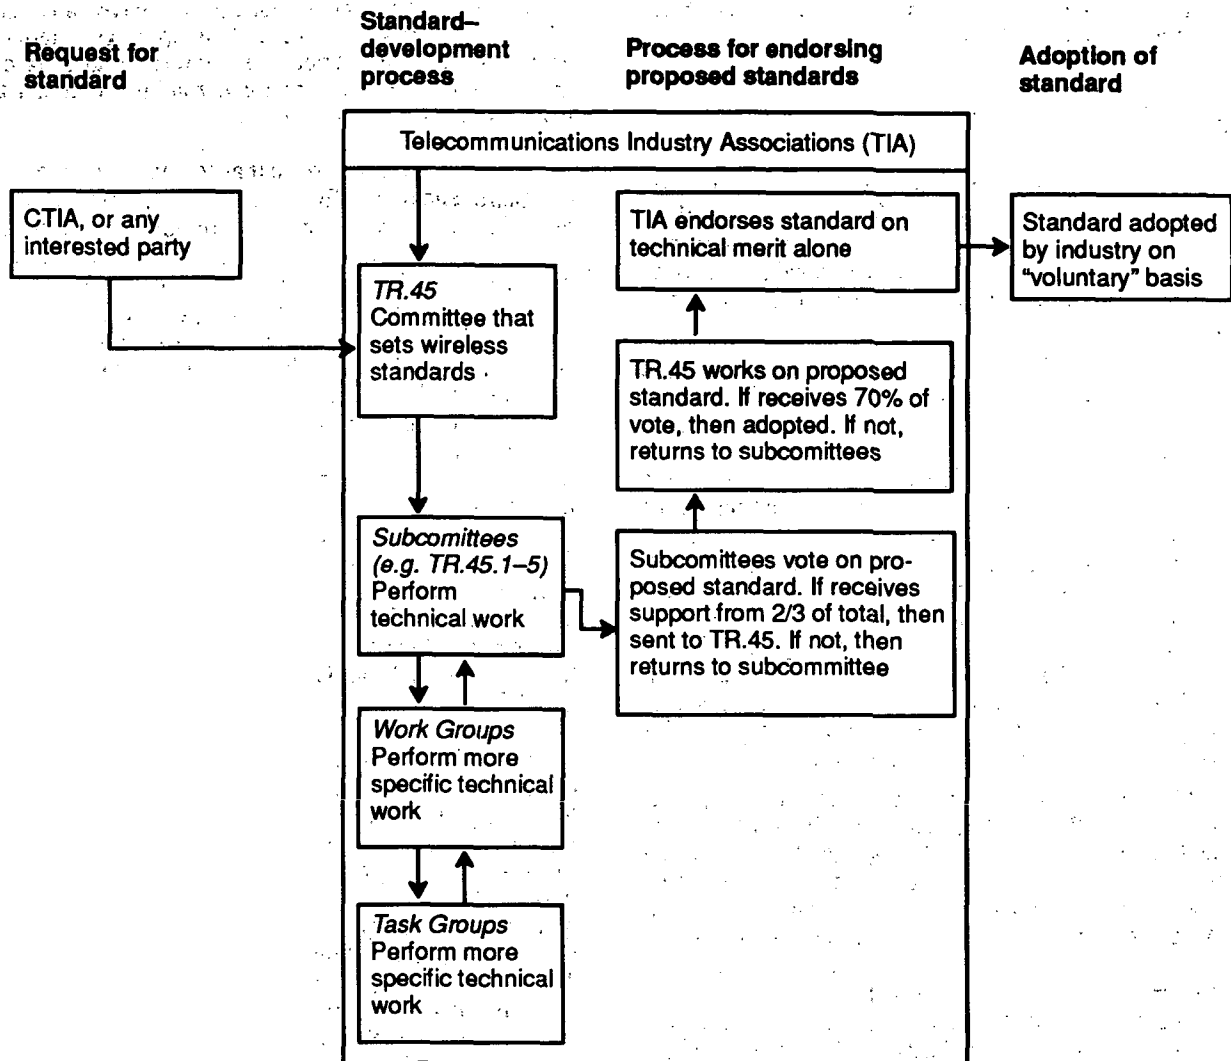 Request for
standard
Standard–
development
process
Process for endorsing
proposed standards
Adoption of
standard
Telecommunications Industry Associations (TIA)
CTIA, or any
interested party
TR.45
Committee that
sets wireless
standards
Subcomittees
(e.g. TR.45.1–5)
Perform
technical work
Work Groups
Perform more
specific technical
work
Task Groups
Perform more
specific technical
work
TIA endorses standard on
technical merit alone
TR.45 works on proposed
standard. If receives 70% of
vote, then adopted. If not,
returns to subcomittees
Subcomittees vote on pro-
posed standard. If receives
support from 2/3 of total, then
sent to TR.45. If not, then
returns to subcommittee
Standard adopted
by industry on
“voluntary” basis